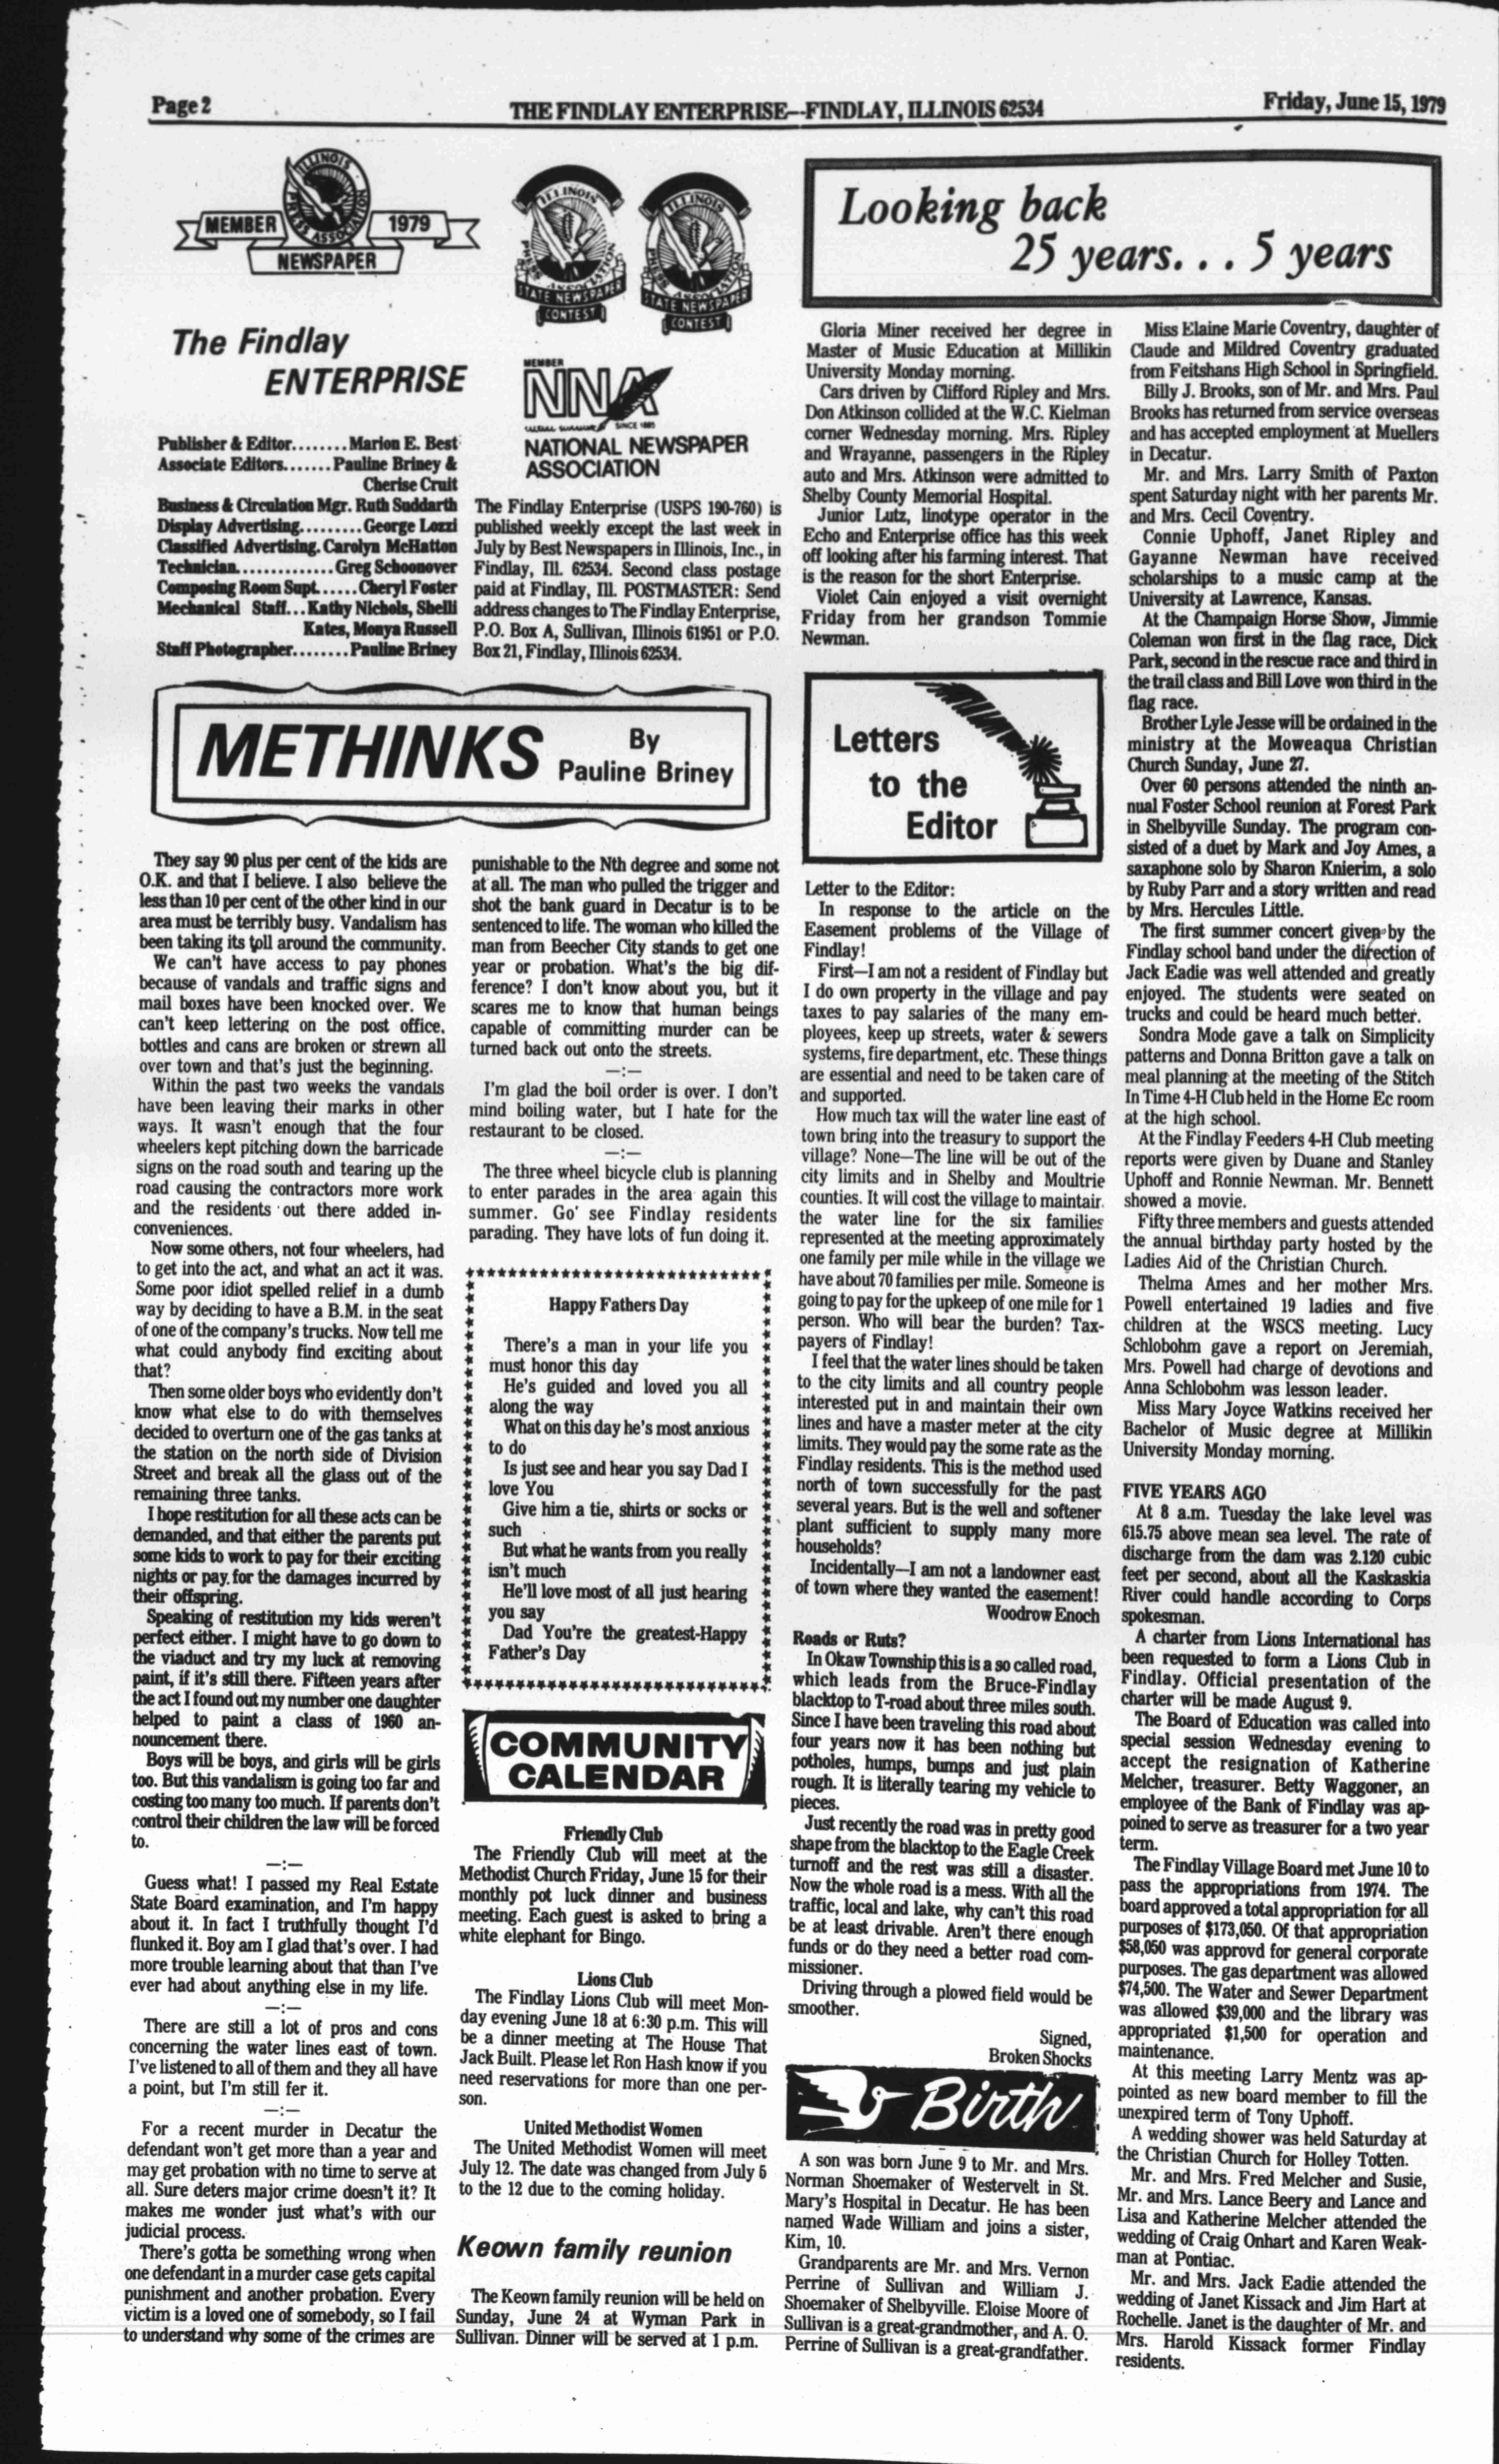 Page 2
THE FINDLAY ENTERPRISE--FINDLAY, ILLINOIS 62534
Friday, June 15, 1979
ILLINOIS
PRESS ASSOCIATION
MEMBER
1979
NEWSPAPER
ILLINOIS
PRESS ASSOCIATION
STATE NEWSPAPER
CONTEST
ILLINOIS
PRESS ASSOCIATION
STATE NEWSPAPER
CONTEST
The Findlay
ENTERPRISE
Publisher & Editor........Marion E. Best
Associate Editors.......Pauline Briney &
Cherise Cruit
Business & Circulation Mgr. Ruth Suddarth
Display Advertising.........George Lozzi
Classified Advertising. Carolyn McHatton
Technician..............Greg Schoonover
Composing Room Supt......Cheryl Foster
Mechanical Staff...Kathy Nichols, Shelli
Kates, Monya Russell
Staff Photographer........Pauline Briney
MEMBER
NNA
SINCE 1885
NATIONAL NEWSPAPER
ASSOCIATION
The Findlay Enterprise (USPS 190-760) is
published weekly except the last week in
July by Best Newspapers in Illinois, Inc., in
Findlay, Ill. 62534. Second class postage
paid at Findlay, Ill. POSTMASTER: Send
address changes to The Findlay Enterprise,
P.O. Box A, Sullivan, Illinois 61951 or P.O.
Box 21, Findlay, Illinois 62534.
METHINKS
By
Pauline Briney
They say 90 plus per cent of the kids are
O.K. and that I believe. I also believe the
less than 10 per cent of the other kind in our
area must be terribly busy. Vandalism has
been taking its toll around the community.
We can't have access to pay phones
because of vandals and traffic signs and
mail boxes have been knocked over. We
can't keep lettering on the post office,
bottles and cans are broken or strewn all
over town and that's just the beginning.
Within the past two weeks the vandals
have been leaving their marks in other
ways. It wasn't enough that the four
wheelers kept pitching down the barricade
signs on the road south and tearing up the
road causing the contractors more work
and the residents out there added in-
conveniences.
Now some others, not four wheelers, had
to get into the act, and what an act it was.
Some poor idiot spelled relief in a dumb
way by deciding to have a B.M. in the seat
of one of the company's trucks. Now tell me
what could anybody find exciting about
that?
Then some older boys who evidently don't
know what else to do with themselves
decided to overturn one of the gas tanks at
the station on the north side of Division
Street and break all the glass out of the
remaining three tanks.
I hope restitution for all these acts can be
demanded, and that either the parents put
some kids to work to pay for their exciting
nights or pay for the damages incurred by
their offspring.
Speaking of restitution my kids weren't
perfect either. I might have to go down to
the viaduct and try my luck at removing
paint, if it's still there. Fifteen years after
the act I found out my number one daughter
helped to paint a class of 1960 an-
nouncement there.
Boys will be boys, and girls will be girls
too. But this vandalism is going too far and
costing too many too much. If parents don't
control their children the law will be forced
to.
—:—
Guess what! I passed my Real Estate
State Board examination, and I'm happy
about it. In fact I truthfully thought I'd
flunked it. Boy am I glad that's over. I had
more trouble learning about that than I've
ever had about anything else in my life.
—:—
There are still a lot of pros and cons
concerning the water lines east of town.
I've listened to all of them and they all have
a point, but I'm still fer it.
—:—
For a recent murder in Decatur the
defendant won't get more than a year and
may get probation with no time to serve at
all. Sure deters major crime doesn't it? It
makes me wonder just what's with our
judicial process.
There's gotta be something wrong when
one defendant in a murder case gets capital
punishment and another probation. Every
victim is a loved one of somebody, so I fail
to understand why some of the crimes are
punishable to the Nth degree and some not
at all. The man who pulled the trigger and
shot the bank guard in Decatur is to be
sentenced to life. The woman who killed the
man from Beecher City stands to get one
year or probation. What's the big dif-
ference? I don't know about you, but it
scares me to know that human beings
capable of committing murder can be
turned back out onto the streets.
—:—
I'm glad the boil order is over. I don't
mind boiling water, but I hate for the
restaurant to be closed.
—:—
The three wheel bicycle club is planning
to enter parades in the area again this
summer. Go see Findlay residents
parading. They have lots of fun doing it.
Happy Fathers Day
There's a man in your life you
must honor this day
He's guided and loved you all
along the way
What on this day he's most anxious
to do
Is just see and hear you say Dad I
love You
Give him a tie, shirts or socks or
such
But what he wants from you really
isn't much
He'll love most of all just hearing
you say
Dad You're the greatest-Happy
Father's Day
COMMUNITY
CALENDAR
Friendly Club
The Friendly Club will meet at the
Methodist Church Friday, June 15 for their
monthly pot luck dinner and business
meeting. Each guest is asked to bring a
white elephant for Bingo.
Lions Club
The Findlay Lions Club will meet Mon-
day evening June 18 at 6:30 p.m. This will
be a dinner meeting at The House That
Jack Built. Please let Ron Hash know if you
need reservations for more than one per-
son.
United Methodist Women
The United Methodist Women will meet
July 12. The date was changed from July 5
to the 12 due to the coming holiday.
Keown family reunion
The Keown family reunion will be held on
Sunday, June 24 at Wyman Park in
Sullivan. Dinner will be served at 1 p.m.
Looking back
25 years. . . 5 years
Gloria Miner received her degree in
Master of Music Education at Millikin
University Monday morning.
Cars driven by Clifford Ripley and Mrs.
Don Atkinson collided at the W.C. Kielman
corner Wednesday morning. Mrs. Ripley
and Wrayanne, passengers in the Ripley
auto and Mrs. Atkinson were admitted to
Shelby County Memorial Hospital.
Junior Lutz, linotype operator in the
Echo and Enterprise office has this week
off looking after his farming interest. That
is the reason for the short Enterprise.
Violet Cain enjoyed a visit overnight
Friday from her grandson Tommie
Newman.
Letters
to the
Editor
Letter to the Editor:
In response to the article on the
Easement problems of the Village of
Findlay!
First—I am not a resident of Findlay but
I do own property in the village and pay
taxes to pay salaries of the many em-
ployees, keep up streets, water & sewers
systems, fire department, etc. These things
are essential and need to be taken care of
and supported.
How much tax will the water line east of
town bring into the treasury to support the
village? None—The line will be out of the
city limits and in Shelby and Moultrie
counties. It will cost the village to maintain
the water line for the six families
represented at the meeting approximately
one family per mile while in the village we
have about 70 families per mile. Someone is
going to pay for the upkeep of one mile for 1
person. Who will bear the burden? Tax-
payers of Findlay!
I feel that the water lines should be taken
to the city limits and all country people
interested put in and maintain their own
lines and have a master meter at the city
limits. They would pay the some rate as the
Findlay residents. This is the method used
north of town successfully for the past
several years. But is the well and softener
plant sufficient to supply many more
households?
Incidentally—I am not a landowner east
of town where they wanted the easement!
Woodrow Enoch
Roads or Ruts?
In Okaw Township this is a so called road,
which leads from the Bruce-Findlay
blacktop to T-road about three miles south.
Since I have been traveling this road about
four years now it has been nothing but
potholes, humps, bumps and just plain
rough. It is literally tearing my vehicle to
pieces.
Just recently the road was in pretty good
shape from the blacktop to the Eagle Creek
turnoff and the rest was still a disaster.
Now the whole road is a mess. With all the
traffic, local and lake, why can't this road
be at least drivable. Aren't there enough
funds or do they need a better road com-
missioner.
Driving through a plowed field would be
smoother.
Signed,
Broken Shocks
Birth
A son was born June 9 to Mr. and Mrs.
Norman Shoemaker of Westervelt in St.
Mary's Hospital in Decatur. He has been
named Wade William and joins a sister,
Kim, 10.
Grandparents are Mr. and Mrs. Vernon
Perrine of Sullivan and William J.
Shoemaker of Shelbyville. Eloise Moore of
Sullivan is a great-grandmother, and A. O.
Perrine of Sullivan is a great-grandfather.
Miss Elaine Marie Coventry, daughter of
Claude and Mildred Coventry graduated
from Feitshans High School in Springfield.
Billy J. Brooks, son of Mr. and Mrs. Paul
Brooks has returned from service overseas
and has accepted employment at Muellers
in Decatur.
Mr. and Mrs. Larry Smith of Paxton
spent Saturday night with her parents Mr.
and Mrs. Cecil Coventry.
Connie Uphoff, Janet Ripley and
Gayanne Newman have received
scholarships to a music camp at the
University at Lawrence, Kansas.
At the Champaign Horse Show, Jimmie
Coleman won first in the flag race, Dick
Park, second in the rescue race and third in
the trail class and Bill Love won third in the
flag race.
Brother Lyle Jesse will be ordained in the
ministry at the Moweaqua Christian
Church Sunday, June 27.
Over 60 persons attended the ninth an-
nual Foster School reunion at Forest Park
in Shelbyville Sunday. The program con-
sisted of a duet by Mark and Joy Ames, a
saxaphone solo by Sharon Knierim, a solo
by Ruby Parr and a story written and read
by Mrs. Hercules Little.
The first summer concert given by the
Findlay school band under the direction of
Jack Eadie was well attended and greatly
enjoyed. The students were seated on
trucks and could be heard much better.
Sondra Mode gave a talk on Simplicity
patterns and Donna Britton gave a talk on
meal planning at the meeting of the Stitch
In Time 4-H Club held in the Home Ec room
at the high school.
At the Findlay Feeders 4-H Club meeting
reports were given by Duane and Stanley
Uphoff and Ronnie Newman. Mr. Bennett
showed a movie.
Fifty three members and guests attended
the annual birthday party hosted by the
Ladies Aid of the Christian Church.
Thelma Ames and her mother Mrs.
Powell entertained 19 ladies and five
children at the WSCS meeting. Lucy
Schlobohm gave a report on Jeremiah,
Mrs. Powell had charge of devotions and
Anna Schlobohm was lesson leader.
Miss Mary Joyce Watkins received her
Bachelor of Music degree at Millikin
University Monday morning.
FIVE YEARS AGO
At 8 a.m. Tuesday the lake level was
615.75 above mean sea level. The rate of
discharge from the dam was 2.120 cubic
feet per second, about all the Kaskaskia
River could handle according to Corps
spokesman.
A charter from Lions International has
been requested to form a Lions Club in
Findlay. Official presentation of the
charter will be made August 9.
The Board of Education was called into
special session Wednesday evening to
accept the resignation of Katherine
Melcher, treasurer. Betty Waggoner, an
employee of the Bank of Findlay was ap-
poined to serve as treasurer for a two year
term.
The Findlay Village Board met June 10 to
pass the appropriations from 1974. The
board approved a total appropriation for all
purposes of $173,050. Of that appropriation
$58,050 was approvd for general corporate
purposes. The gas department was allowed
$74,500. The Water and Sewer Department
was allowed $39,000 and the library was
appropriated $1,500 for operation and
maintenance.
At this meeting Larry Mentz was ap-
pointed as new board member to fill the
unexpired term of Tony Uphoff.
A wedding shower was held Saturday at
the Christian Church for Holley Totten.
Mr. and Mrs. Fred Melcher and Susie,
Mr. and Mrs. Lance Beery and Lance and
Lisa and Katherine Melcher attended the
wedding of Craig Onhart and Karen Weak-
man at Pontiac.
Mr. and Mrs. Jack Eadie attended the
wedding of Janet Kissack and Jim Hart at
Rochelle. Janet is the daughter of Mr. and
Mrs. Harold Kissack former Findlay
residents.